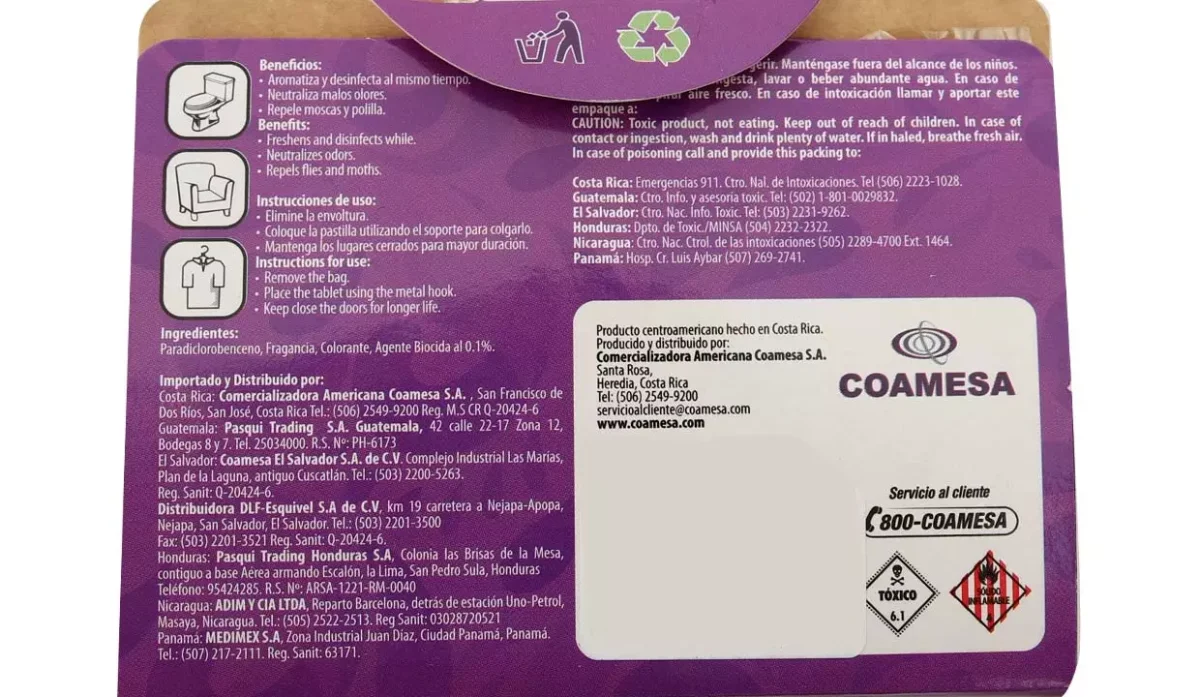 Beneficios:
• Aromatiza y desinfecta al mismo tiempo.
• Neutraliza malos olores.
• Repele moscas y polilla.
Benefits:
• Freshens and disinfects while.
• Neutralizes odors.
• Repels flies and moths.
Instrucciones de uso:
• Elimine la envoltura.
• Coloque la pastilla utilizando el soporte para colgarlo.
• Mantenga los lugares cerrados para mayor duración.
Instructions for use:
• Remove the bag.
• Place the tablet using the metal hook.
• Keep close the doors for longer life.
Ingredientes:
Paradiclorobenceno, Fragancia, Colorante, Agente Biocida al 0.1%.
Importado y Distribuido por:
Costa Rica: Comercializadora Americana Coamesa S.A. , San Francisco de
Dos Ríos, San José, Costa Rica Tel.: (506) 2549-9200 Reg. M.S CR Q-20424-6
Guatemala: Pasqui Trading S.A. Guatemala, 42 calle 22-17 Zona 12,
Bodegas 8 y 7. Tel. 25034000. R.S. Nº: PH-6173
El Salvador: Coamesa El Salvador S.A. de C.V. Complejo Industrial Las Marías,
Plan de la Laguna, antiguo Cuscatlán. Tel.: (503) 2200-5263.
Reg. Sanit: Q-20424-6.
Distribuidora DLF-Esquivel S.A de C.V, km 19 carretera a Nejapa-Apopa,
Nejapa, San Salvador, El Salvador. Tel.: (503) 2201-3500
Fax: (503) 2201-3521 Reg. Sanit: Q-20424-6.
Honduras: Pasqui Trading Honduras S.A, Colonia las Brisas de la Mesa,
contiguo a base Aérea armando Escalón, la Lima, San Pedro Sula, Honduras
Teléfono: 95424285. R.S. Nº: ARSA-1221-RM-0040
Nicaragua: ADIM Y CIA LTDA, Reparto Barcelona, detrás de estación Uno-Petrol,
Masaya, Nicaragua. Tel.: (505) 2522-2513. Reg Sanit: 03028720521
Panamá: MEDIMEX S.A, Zona Industrial Juan Díaz, Ciudad Panamá, Panamá.
Tel.: (507) 217-2111. Reg. Sanit: 63171.
Manténgase fuera del alcance de los niños.
lavar o beber abundante agua. En caso de
aire fresco. En caso de intoxicación llamar y aportar este
empaque a:
CAUTION: Toxic product, not eating. Keep out of reach of children. In case of
contact or ingestion, wash and drink plenty of water. If in haled, breathe fresh air.
In case of poisoning call and provide this packing to:
Costa Rica: Emergencias 911. Ctro. Nal. de Intoxicaciones. Tel (506) 2223-1028.
Guatemala: Ctro. Info. y asesoría toxic. Tel: (502) 1-801-0029832.
El Salvador: Ctro. Nac. Info. Toxic. Tel: (503) 2231-9262.
Honduras: Dpto. de Toxic./MINSA (504) 2232-2322.
Nicaragua: Ctro. Nac. Ctrol. de las intoxicaciones (505) 2289-4700 Ext. 1464.
Panamá: Hosp. Cr. Luis Aybar (507) 269-2741.
Producto centroamericano hecho en Costa Rica.
Producido y distribuido por:
Comercializadora Americana Coamesa S.A.
Santa Rosa,
Heredia, Costa Rica
Tel: (506) 2549-9200
servicioalcliente@coamesa.com
www.coamesa.com
COAMESA
Servicio al cliente
800-COAMESA
TÓXICO
6.1
SÓLIDO
INFLAMABLE
4